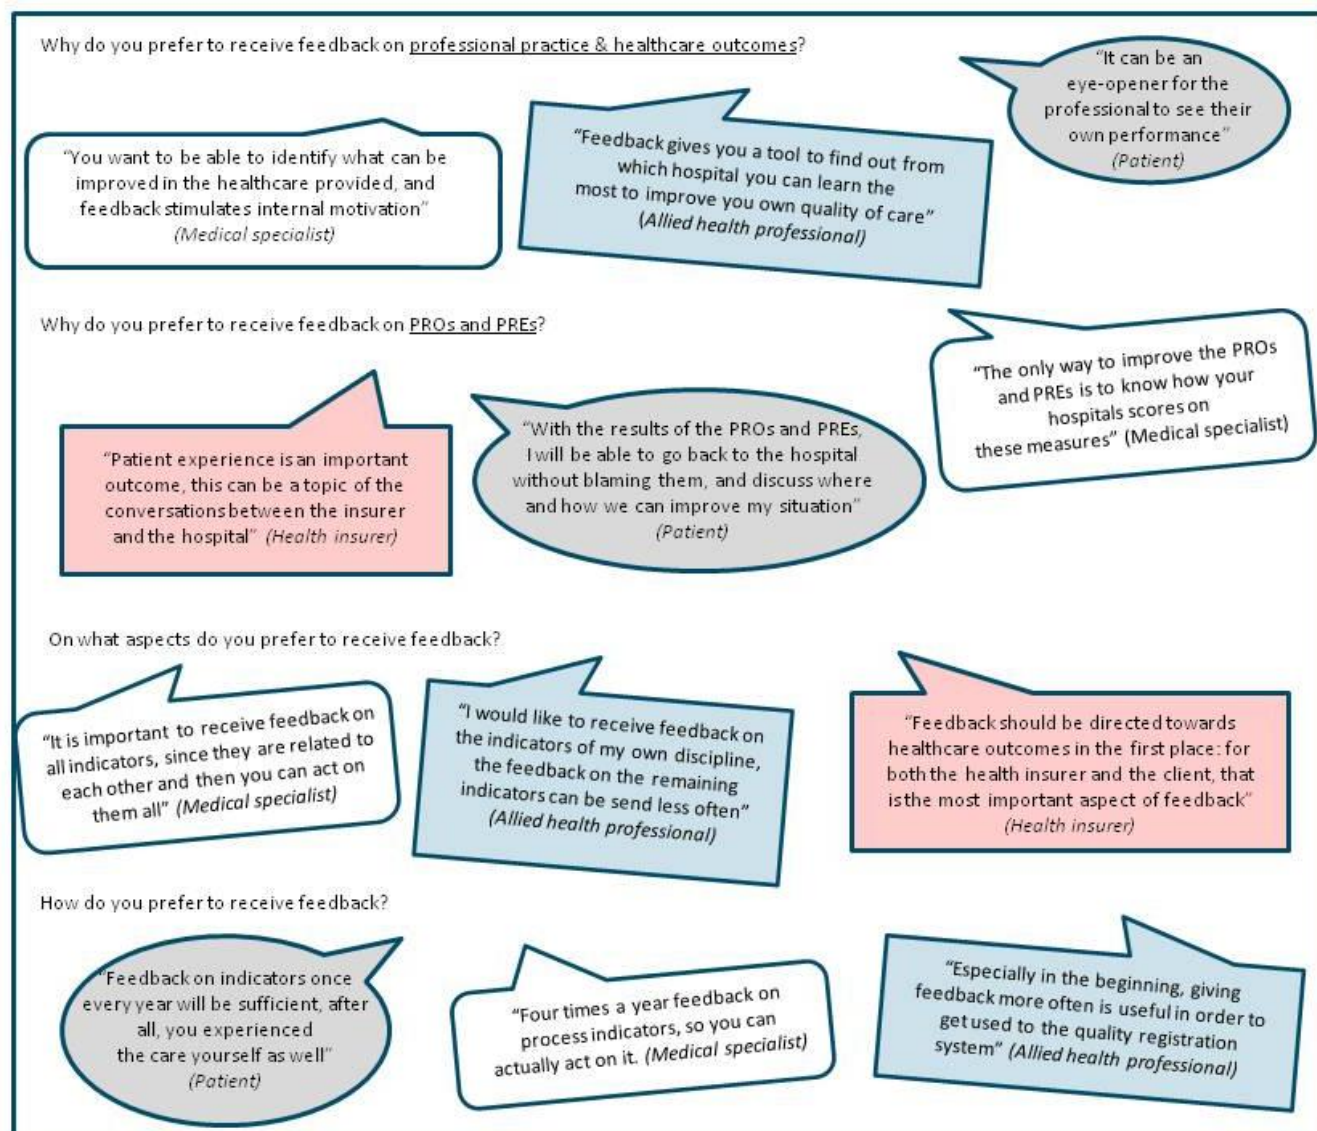 Why do you prefer to receive feedback on professional practice & healthcare outcomes?
“You want to be able to identify what can be
improved in the healthcare provided, and
feedback stimulates internal motivation”
(Medical specialist)
“Feedback gives you a tool to find out from
which hospital you can learn the
most to improve you own quality of care”
(Allied health professional)
“It can be an
eye-opener for the
professional to see their
own performance”
(Patient)
Why do you prefer to receive feedback on PROs and PREs?
“Patient experience is an important
outcome, this can be a topic of the
conversations between the insurer
and the hospital” (Health insurer)
“With the results of the PROs and PREs,
I will be able to go back to the hospital
without blaming them, and discuss where
and how we can improve my situation”
(Patient)
“The only way to improve the PROs
and PREs is to know how your
hospitals scores on
these measures” (Medical specialist)
On what aspects do you prefer to receive feedback?
“It is important to receive feedback on
all indicators, since they are related to
each other and then you can act on
them all” (Medical specialist)
“I would like to receive feedback on
the indicators of my own discipline,
the feedback on the remaining
indicators can be send less often”
(Allied health professional)
“Feedback should be directed towards
healthcare outcomes in the first place: for
both the health insurer and the client, that
is the most important aspect of feedback”
(Health insurer)
How do you prefer to receive feedback?
“Feedback on indicators once
every year will be sufficient, after
all, you experienced
the care yourself as well”
(Patient)
“Four times a year feedback on
process indicators, so you can
actually act on it. (Medical specialist)
“Especially in the beginning, giving
feedback more often is useful in order to
get used to the quality registration
system” (Allied health professional)